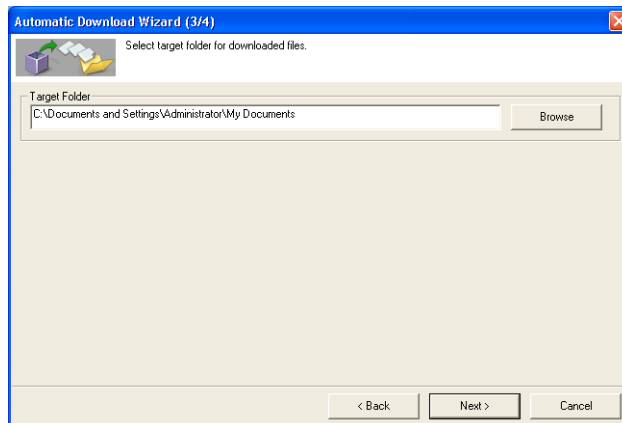 Automatic Download Wizard (3/4)
Select target folder for downloaded files.
Target Folder
C:\Documents and Settings\Administrator\My Documents
Browse
< Back
Next >
Cancel